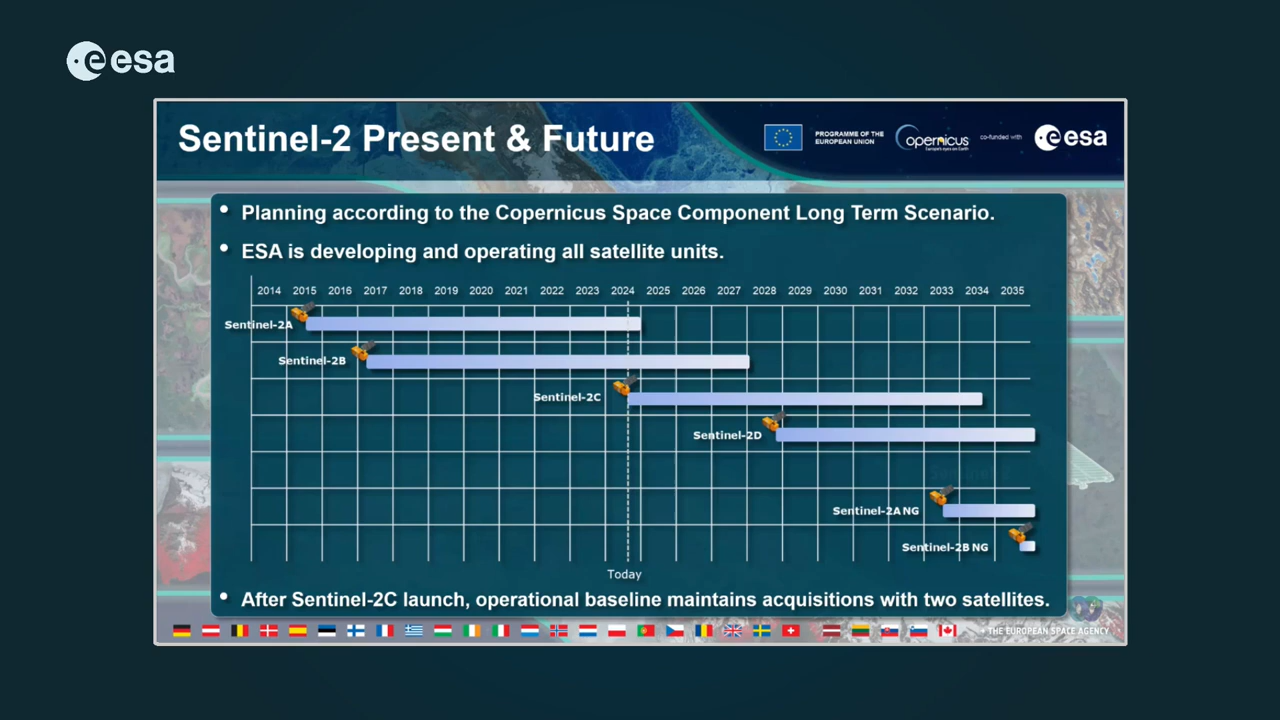 esa
Sentinel-2 Present & Future
PROGRAMME OF THE
EUROPEAN UNION
opernicus
Europe's eyes on Earth
co-funded with
esa
• Planning according to the Copernicus Space Component Long Term Scenario.
• ESA is developing and operating all satellite units.
2014 2015 2016 2017 2018 2019 2020 2021 2022 2023 2024 2025 2026 2027 2028 2029 2030 2031 2032 2033 2034 2035
Sentinel-2A
Sentinel-2B
Sentinel-2C
Sentinel-2D
Sentinel-2A NG
Sentinel-2B NG
Today
• After Sentinel-2C launch, operational baseline maintains acquisitions with two satellites.
THE EUROPEAN SPACE AGENCY